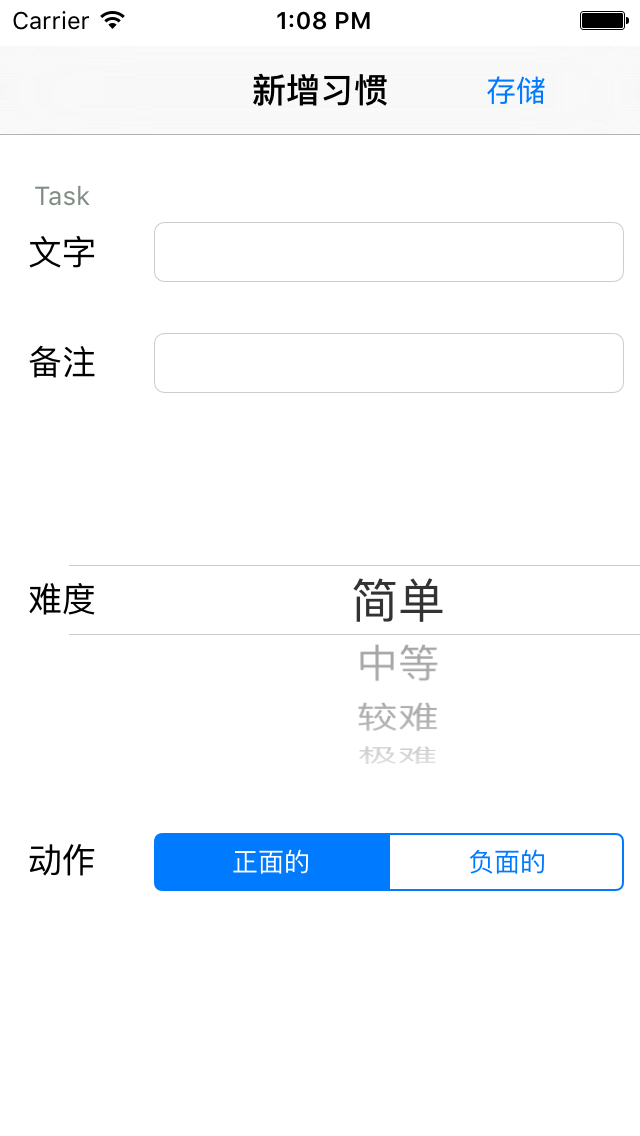 Carrier 1:08 PM
新增习惯 存储
Task
文字
备注
难度 简单
中等
较难
极难
动作 正面的 负面的